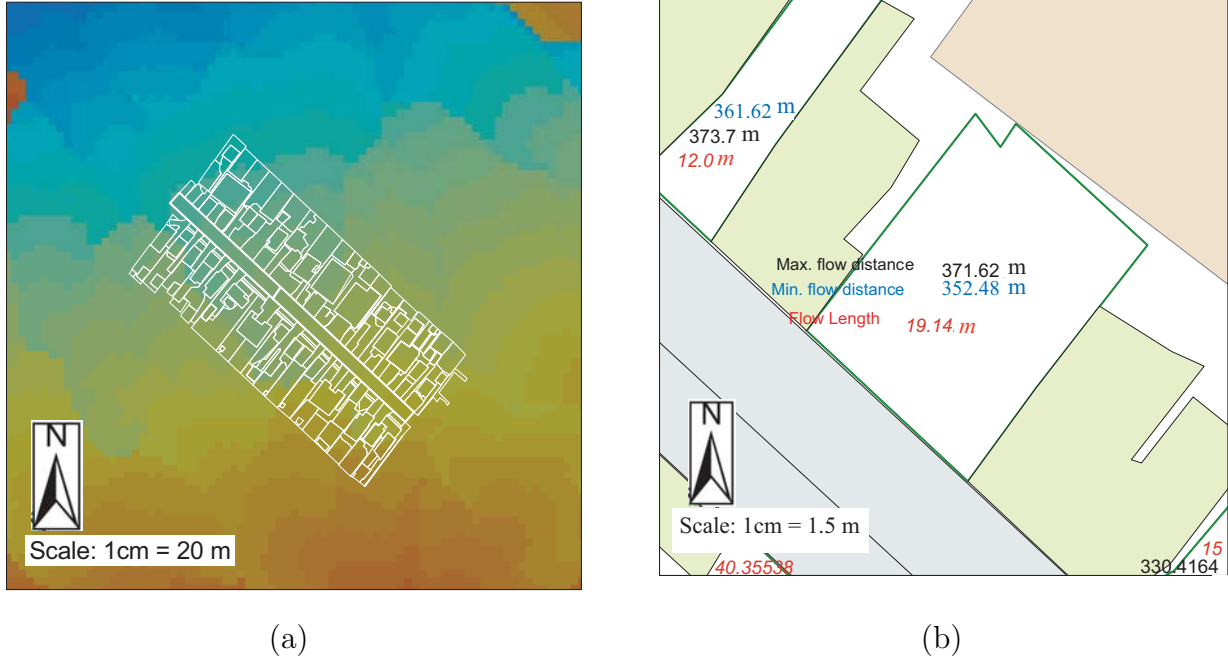 N
Scale: 1cm = 20 m
(a)
361.62 m
373.7 m
12.0 m
Max. flow distance 371.62 m
Min. flow distance 352.48 m
Flow Length 19.14 m
N
Scale: 1cm = 1.5 m
40.35538
15
330.4164
(b)